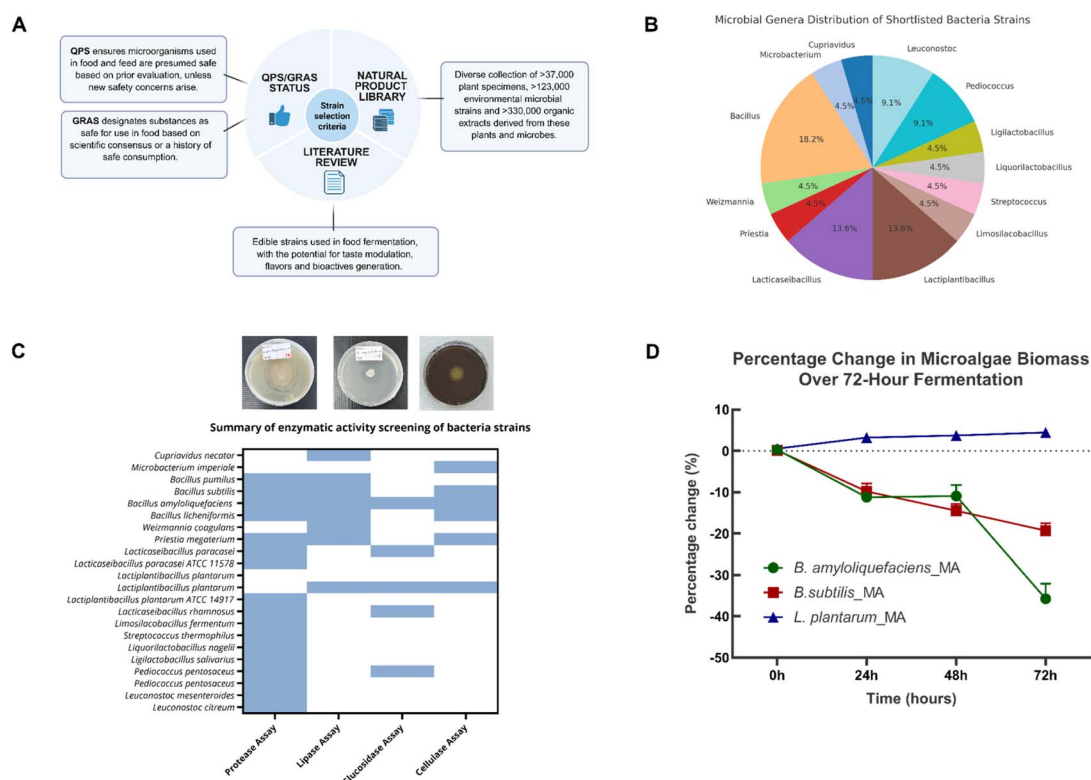 A
QPS ensures microorganisms used
in food and feed are presumed safe
based on prior evaluation, unless
new safety concerns arise.
GRAS designates substances as
safe for use in food based on
scientific consensus or a history of
safe consumption.
QPS/GRAS
STATUS
NATURAL
PRODUCT
LIBRARY
Strain
selection
criteria
LITERATURE
REVIEW
Diverse collection of >37,000
plant specimens, >123,000
environmental microbial
strains and >330,000 organic
extracts derived from these
plants and microbes.
Edible strains used in food fermentation,
with the potential for taste modulation,
flavors and bioactives generation.
B
Microbial Genera Distribution of Shortlisted Bacteria Strains
Cupriavidus
Leuconostoc
Microbacterium
Pediococcus
Bacillus
Ligilactobacillus
Liquorilactobacillus
Weizmannia
Streptococcus
Priestia
Limosilacobacillus
Lacticaseibacillus
Lactiplantibacillus
4.5%
4.5%
9.1%
9.1%
18.2%
4.5%
4.5%
4.5%
4.5%
4.5%
4.5%
13.6%
13.6%
C
Summary of enzymatic activity screening of bacteria strains
Cupriavidus necator
Microbacterium imperiale
Bacillus pumilus
Bacillus subtilis
Bacillus amyloliquefaciens
Bacillus licheniformis
Weizmannia coagulans
Priestia megaterium
Lacticaseibacillus paracasei
Lacticaseibacillus paracasei ATCC 11578
Lactiplantibacillus plantarum
Lactiplantibacillus plantarum
Lactiplantibacillus plantarum ATCC 14917
Lacticaseibacillus rhamnosus
Limosilacobacillus fermentum
Streptococcus thermophilus
Liquorilactobacillus nagelii
Ligilactobacillus salivarius
Pediococcus pentosaceus
Pediococcus pentosaceus
Leuconostoc mesenteroides
Leuconostoc citreum
Protease Assay
Lipase Assay
Glucosidase Assay
Cellulase Assay
D
Percentage Change in Microalgae Biomass
Over 72-Hour Fermentation
Percentage change (%)
10
0
-10
-20
-30
-40
-50
B. amyloliquefaciens_MA
B.subtilis_MA
L. plantarum_MA
0h
24h
48h
72h
Time (hours)